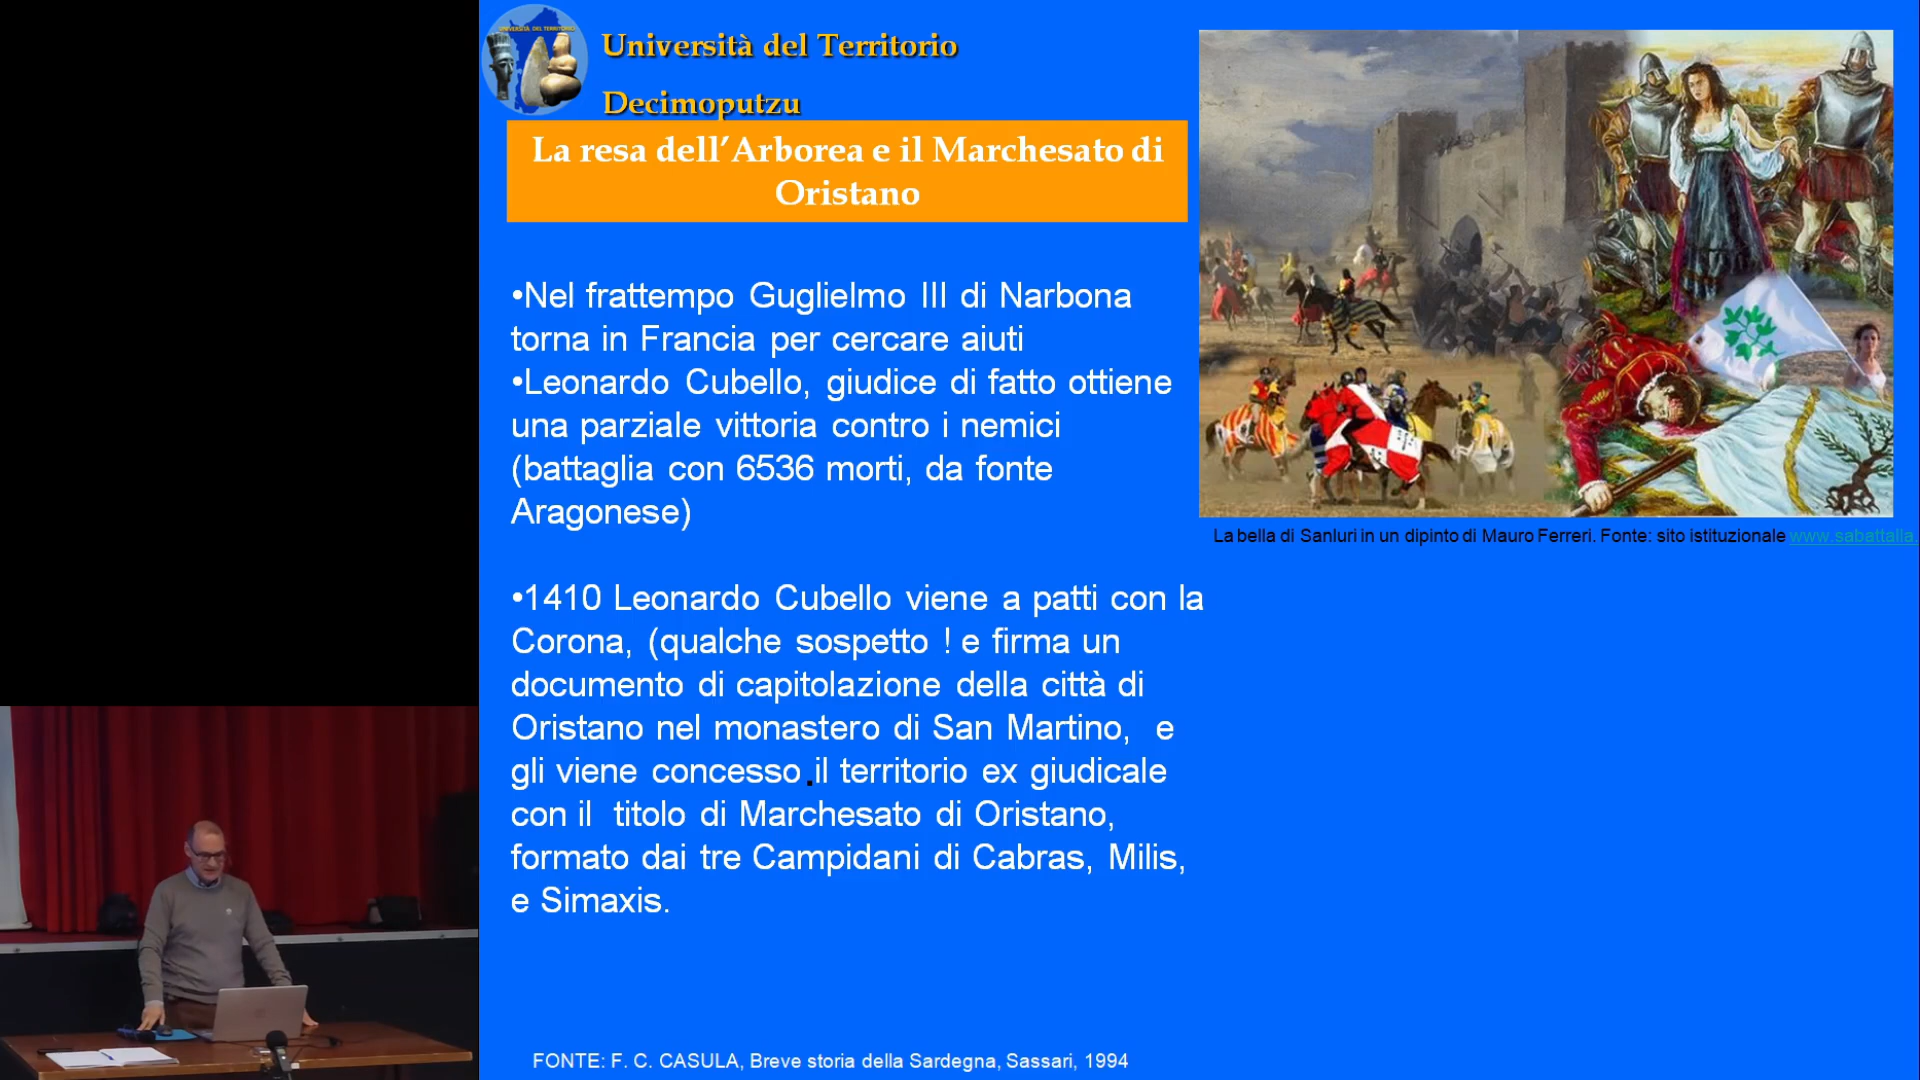 UNIVERSITÀ DEL TERRITORIO
Università del Territorio
Decimoputzu
La resa dell’Arborea e il Marchesato di
Oristano
•Nel frattempo Guglielmo III di Narbona
torna in Francia per cercare aiuti
•Leonardo Cubello, giudice di fatto ottiene
una parziale vittoria contro i nemici
(battaglia con 6536 morti, da fonte
Aragonese)
La bella di Sanluri in un dipinto di Mauro Ferreri. Fonte: sito istituzionale www.sabattalla.
•1410 Leonardo Cubello viene a patti con la
Corona, (qualche sospetto ! e firma un
documento di capitolazione della città di
Oristano nel monastero di San Martino, e
gli viene concesso .il territorio ex giudicale
con il titolo di Marchesato di Oristano,
formato dai tre Campidani di Cabras, Milis,
e Simaxis.
FONTE: F. C. CASULA, Breve storia della Sardegna, Sassari, 1994